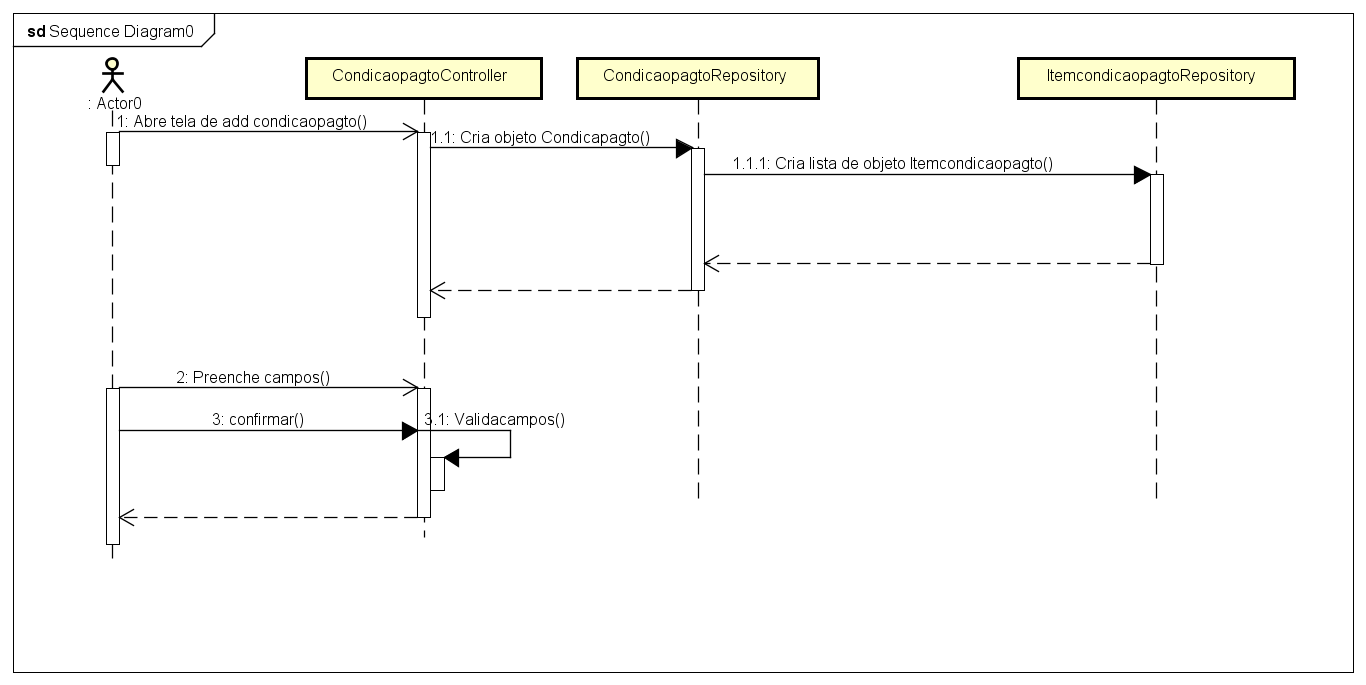 sd Sequence Diagram0
CondicaopagtoController
CondicaopagtoRepository
ItemcondicaopagtoRepository
: Actor0
1: Abre tela de add condicaopagto()
1.1: Cria objeto Condicapagto()
1.1.1: Cria lista de objeto Itemcondicaopagto()
2: Preenche campos()
3: confirmar()
3.1: Validacampos()